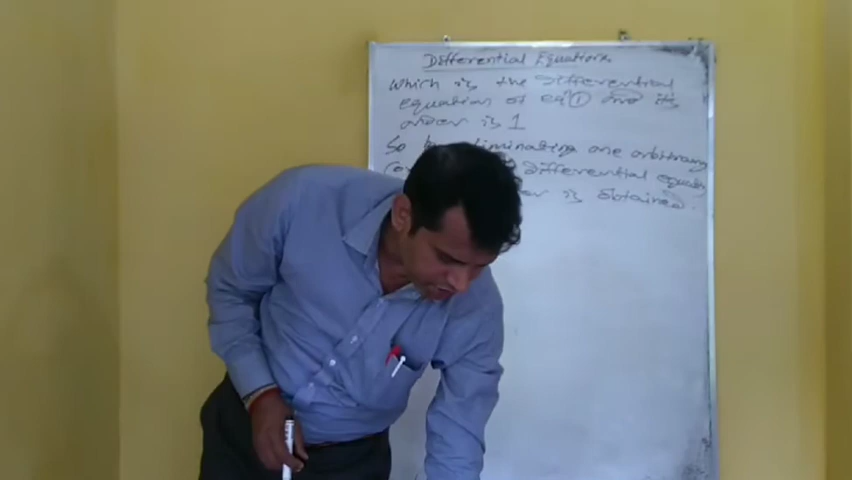 Differential Equations
which is the Differential
equation of eqn ① and its
order is 1
So by eliminating one arbitrary
Differential equation
is obtained.